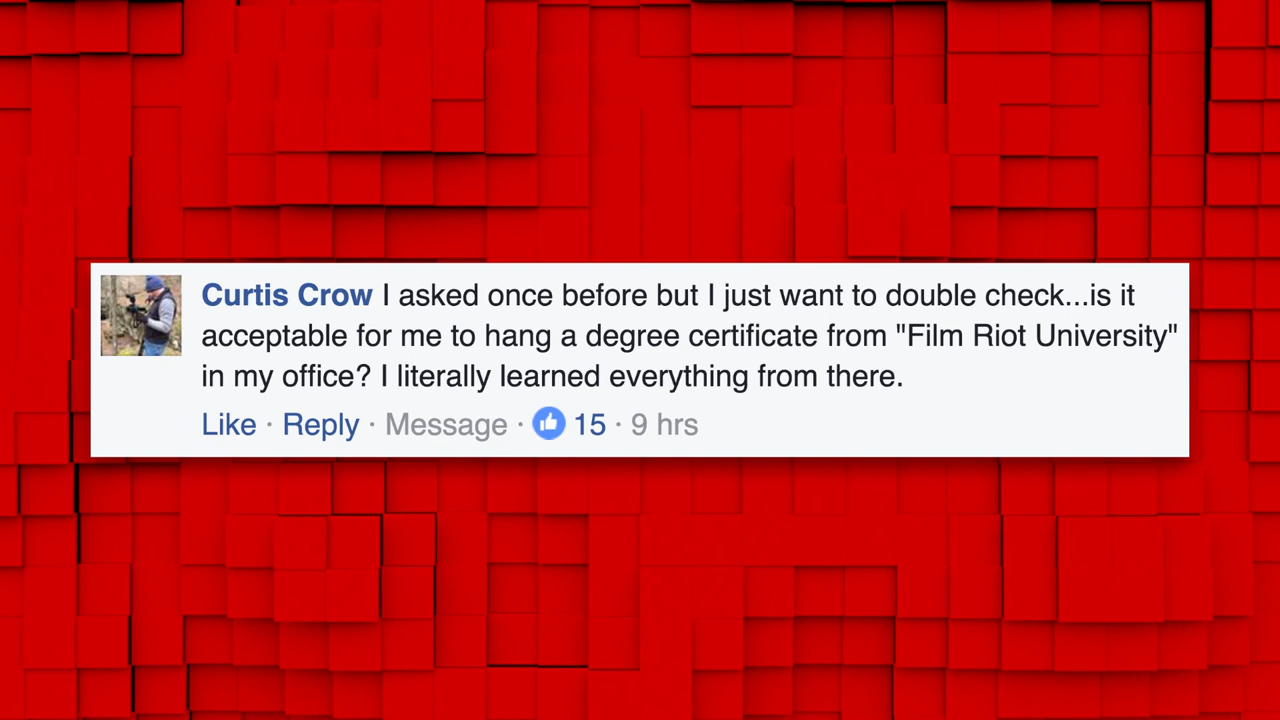 Curtis Crow I asked once before but I just want to double check...is it
acceptable for me to hang a degree certificate from "Film Riot University"
in my office? I literally learned everything from there.
Like · Reply · Message · 15 · 9 hrs